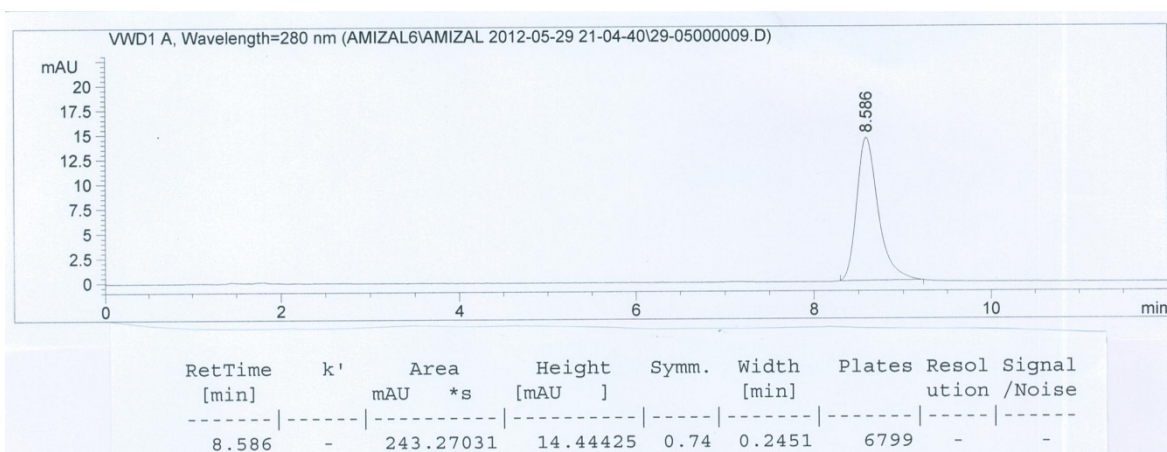 VWD1 A, Wavelength=280 nm (AMIZAL6\AMIZAL 2012-05-29 21-04-40\29-05000009.D)
mAU
20
17.5
15
12.5
10
7.5
5
2.5
0
8.586
0 2 4 6 8 10 min
RetTime k' Area Height Symm. Width Plates Resol Signal
[min] mAU *s [mAU ] [min] ution /Noise
8.586 - 243.27031 14.44425 0.74 0.2451 6799 - -